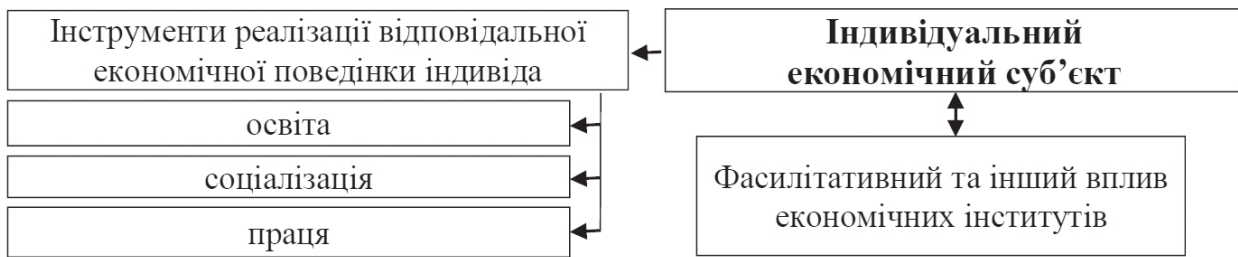 Інструменти реалізації відповідальної
економічної поведінки індивіда
освіта
соціалізація
праця
Індивідуальний
економічний суб’єкт
Фасилітативний та інший вплив
економічних інститутів